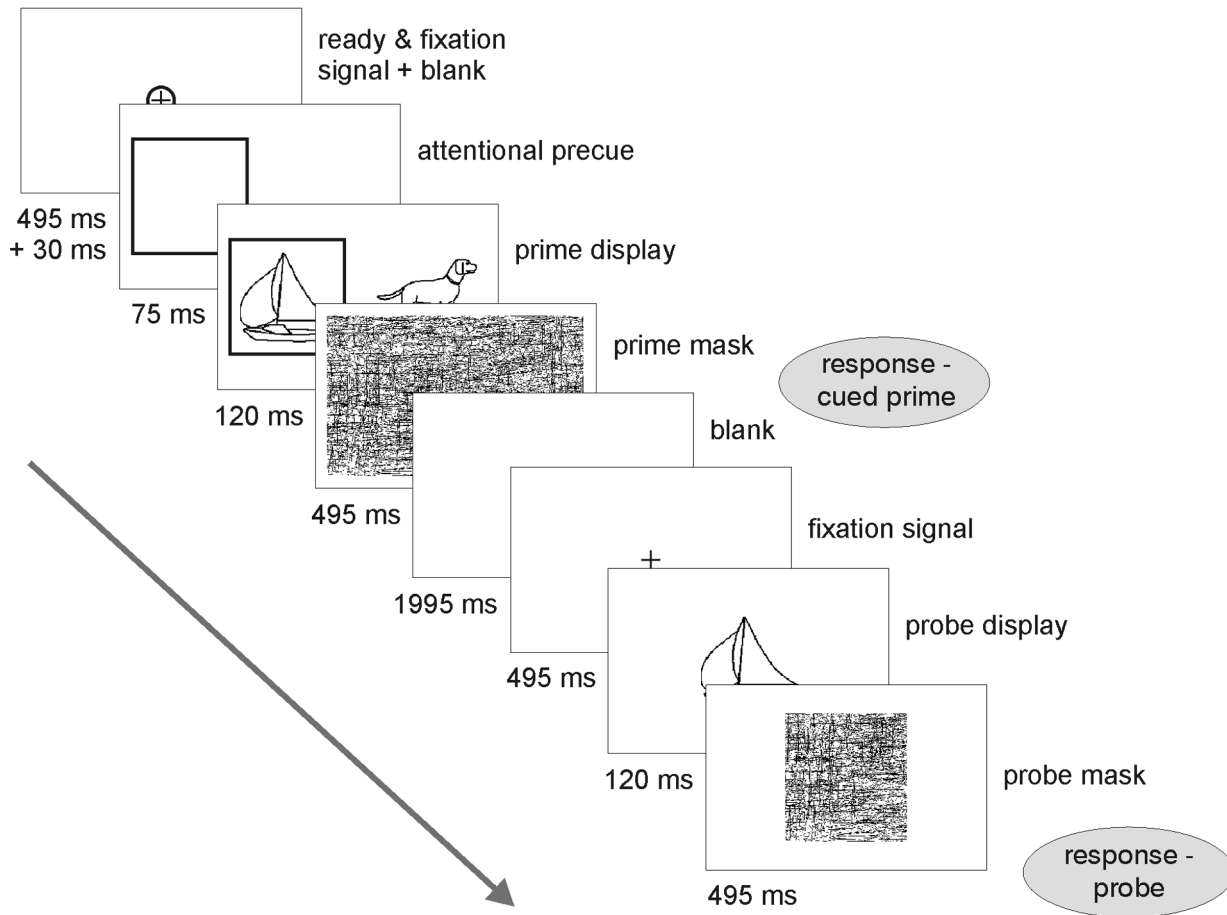 ready & fixation
signal + blank
attentional precue
495 ms
+ 30 ms
prime display
75 ms
prime mask
response -
cued prime
120 ms
blank
495 ms
fixation signal
1995 ms
probe display
495 ms
120 ms
probe mask
response -
probe
495 ms